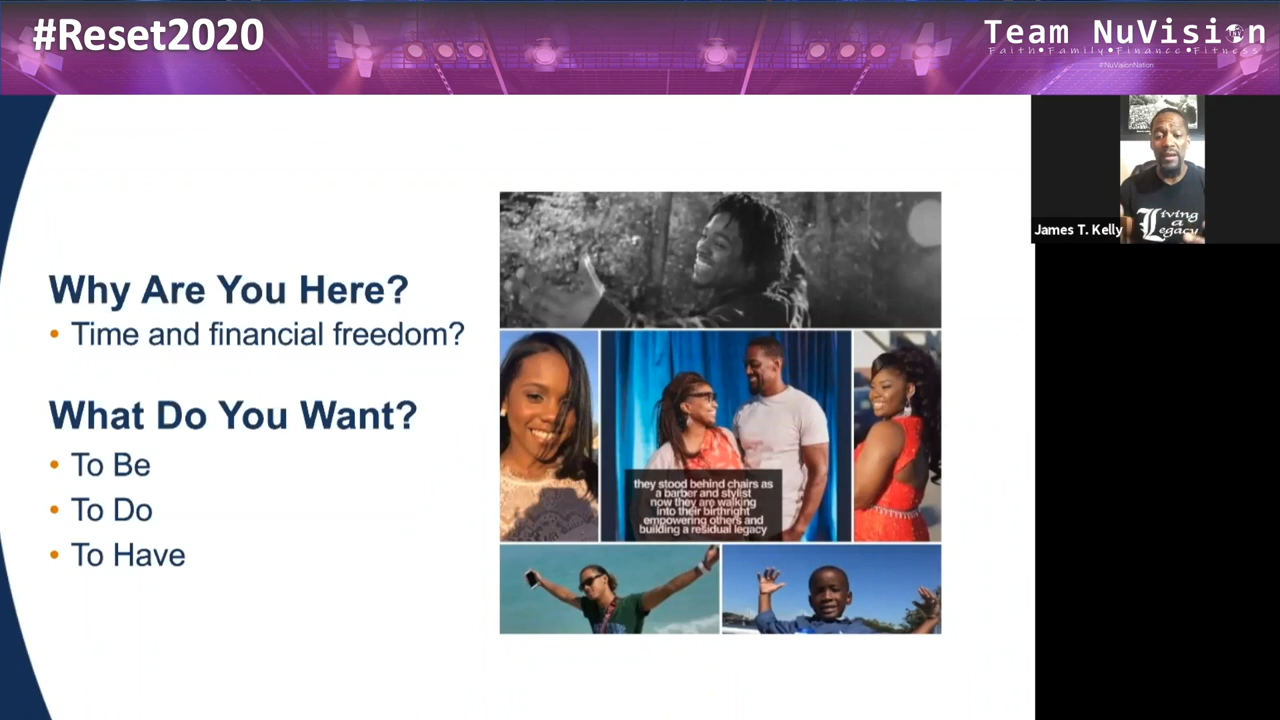 #Reset2020
Team NuVision
Faith•Family•Finance•Fitness
#NuVisionNation
James T. Kelly
Living
a
Legacy
Why Are You Here?
• Time and financial freedom?
What Do You Want?
• To Be
• To Do
• To Have
they stood behind chairs as
a barber and stylist
now they are walking
into their birthright
empowering others and
building a residual legacy